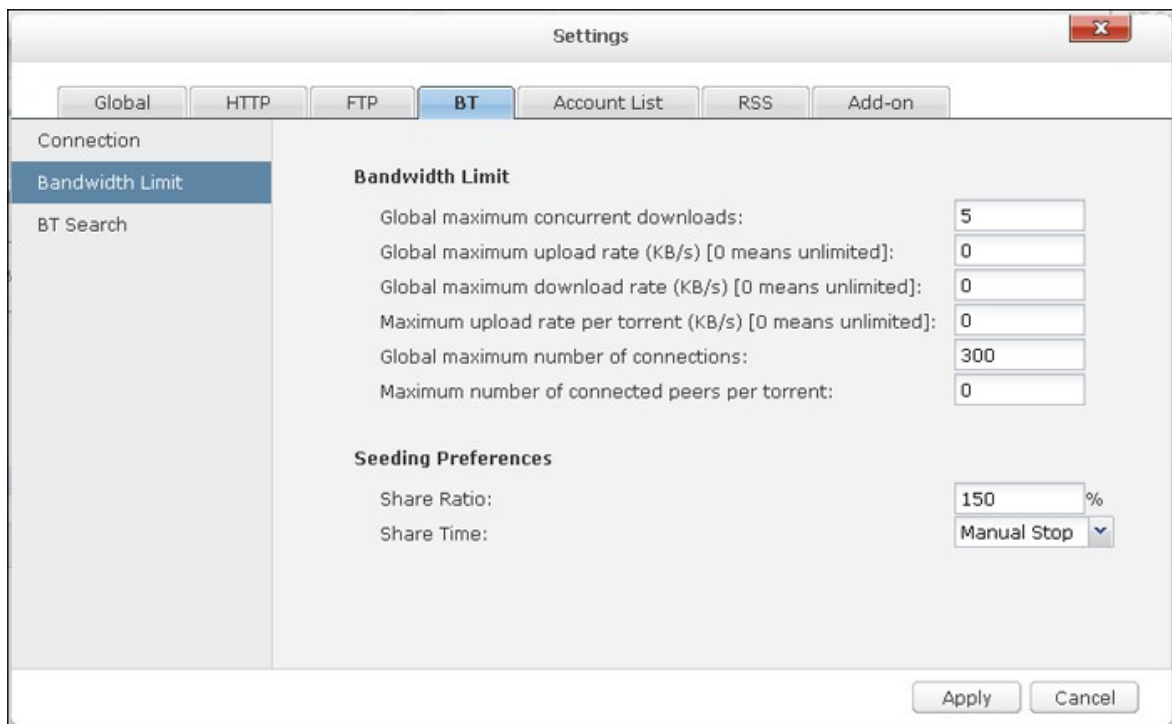 Settings
Global HTTP FTP BT Account List RSS Add-on
Connection
Bandwidth Limit
BT Search
Bandwidth Limit
Global maximum concurrent downloads: 5
Global maximum upload rate (KB/s) [0 means unlimited]: 0
Global maximum download rate (KB/s) [0 means unlimited]: 0
Maximum upload rate per torrent (KB/s) [0 means unlimited]: 0
Global maximum number of connections: 300
Maximum number of connected peers per torrent: 0
Seeding Preferences
Share Ratio: 150 %
Share Time: Manual Stop
Apply Cancel